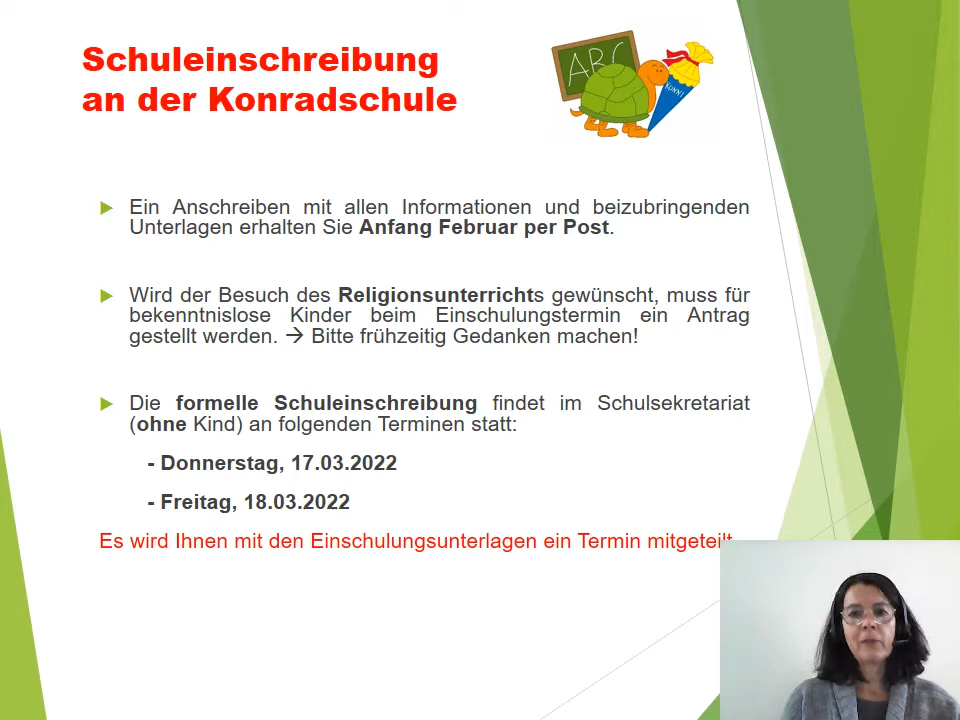 Schuleinschreibung
an der Konradschule
ABC
KONNI
Ein Anschreiben mit allen Informationen und beizubringenden
Unterlagen erhalten Sie Anfang Februar per Post.
Wird der Besuch des Religionsunterrichts gewünscht, muss für
bekenntnislose Kinder beim Einschulungstermin ein Antrag
gestellt werden. → Bitte frühzeitig Gedanken machen!
Die formelle Schuleinschreibung findet im Schulsekretariat
(ohne Kind) an folgenden Terminen statt:
- Donnerstag, 17.03.2022
- Freitag, 18.03.2022
Es wird Ihnen mit den Einschulungsunterlagen ein Termin mitgeteilt